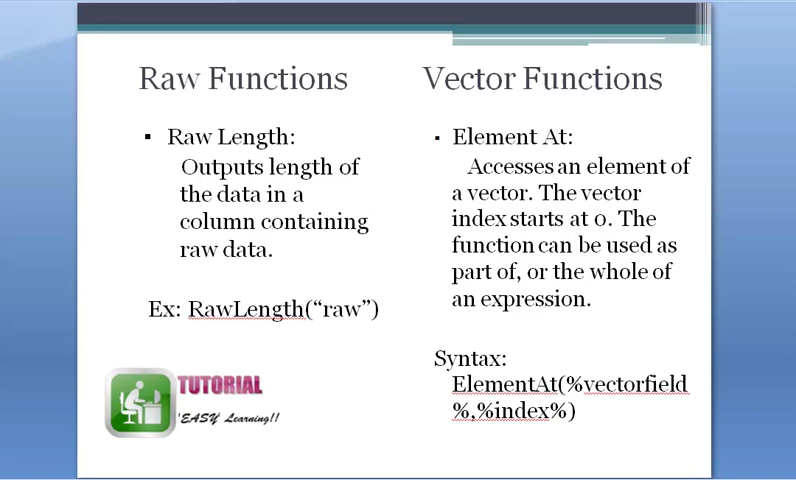 Raw Functions
▪ Raw Length:
Outputs length of
the data in a
column containing
raw data.
Ex: RawLength(“raw”)
TUTORIAL
'EASY Learning!!
Vector Functions
▪ Element At:
Accesses an element of
a vector. The vector
index starts at 0. The
function can be used as
part of, or the whole of
an expression.
Syntax:
ElementAt(%vectorfield
%,%index%)